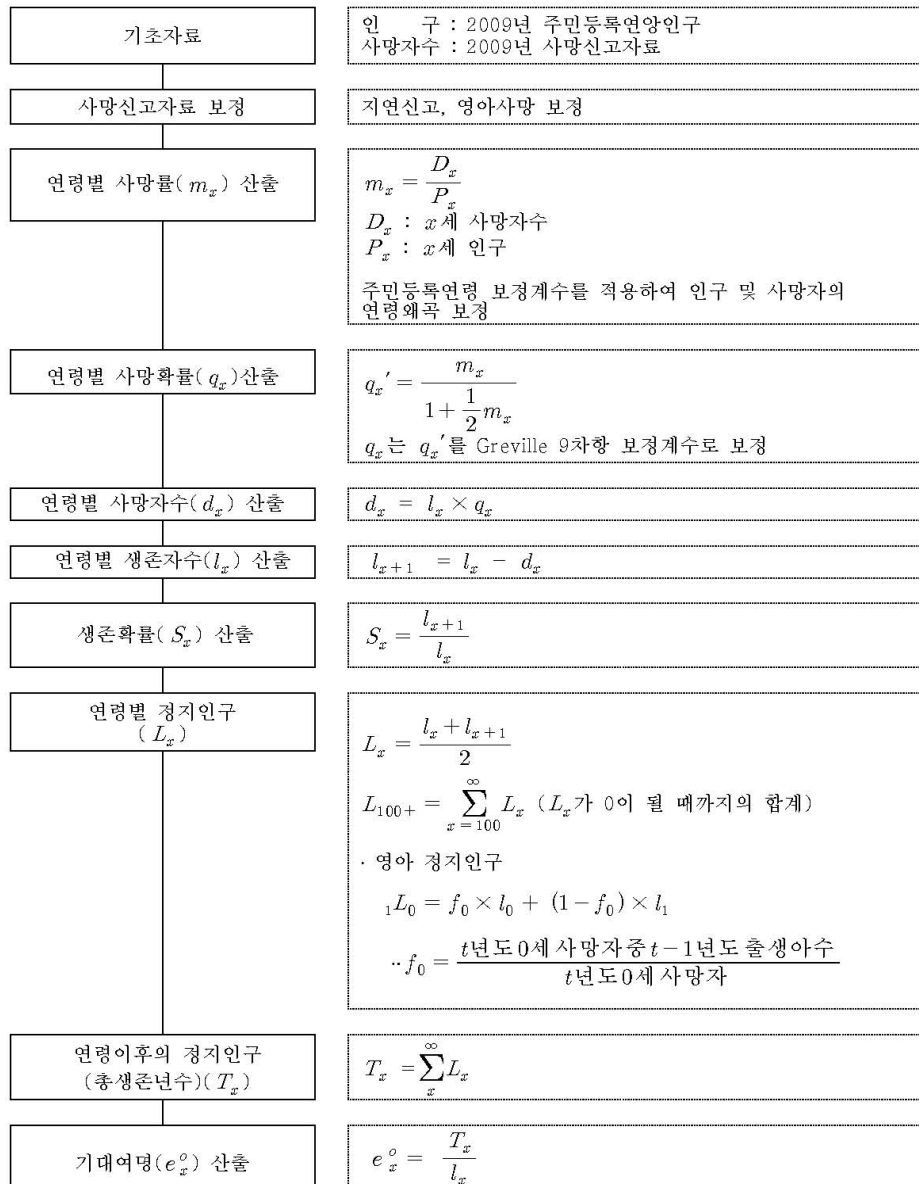 기초자료
인 구 : 2009년 주민등록연앙인구
사망자수 : 2009년 사망신고자료
사망신고자료 보정
지연신고, 영아사망 보정
연령별 사망률( m_x ) 산출
m_x = D_x / P_x
D_x : x세 사망자수
P_x : x세 인구
주민등록연령 보정계수를 적용하여 인구 및 사망자의
연령왜곡 보정
연령별 사망확률( q_x )산출
q_x′ = m_x / (1 + 1/2 m_x)
q_x는 q_x′를 Greville 9차항 보정계수로 보정
연령별 사망자수( d_x ) 산출
d_x = l_x × q_x
연령별 생존자수(l_x) 산출
l_{x+1} = l_x − d_x
생존확률( S_x ) 산출
S_x = l_{x+1} / l_x
연령별 정지인구
( L_x )
L_x = (l_x + l_{x+1}) / 2
L_{100+} = ∑_{x=100}^{∞} L_x (L_x가 0이 될 때까지의 합계)
· 영아 정지인구
₁L₀ = f₀ × l₀ + (1 − f₀) × l₁
·· f₀ = t년도0세사망자중t−1년도출생아수 / t년도0세사망자
연령이후의 정지인구
(총생존년수)( T_x )
T_x = ∑_{x}^{∞} L_x
기대여명( e_x^o ) 산출
e_x^o = T_x / l_x